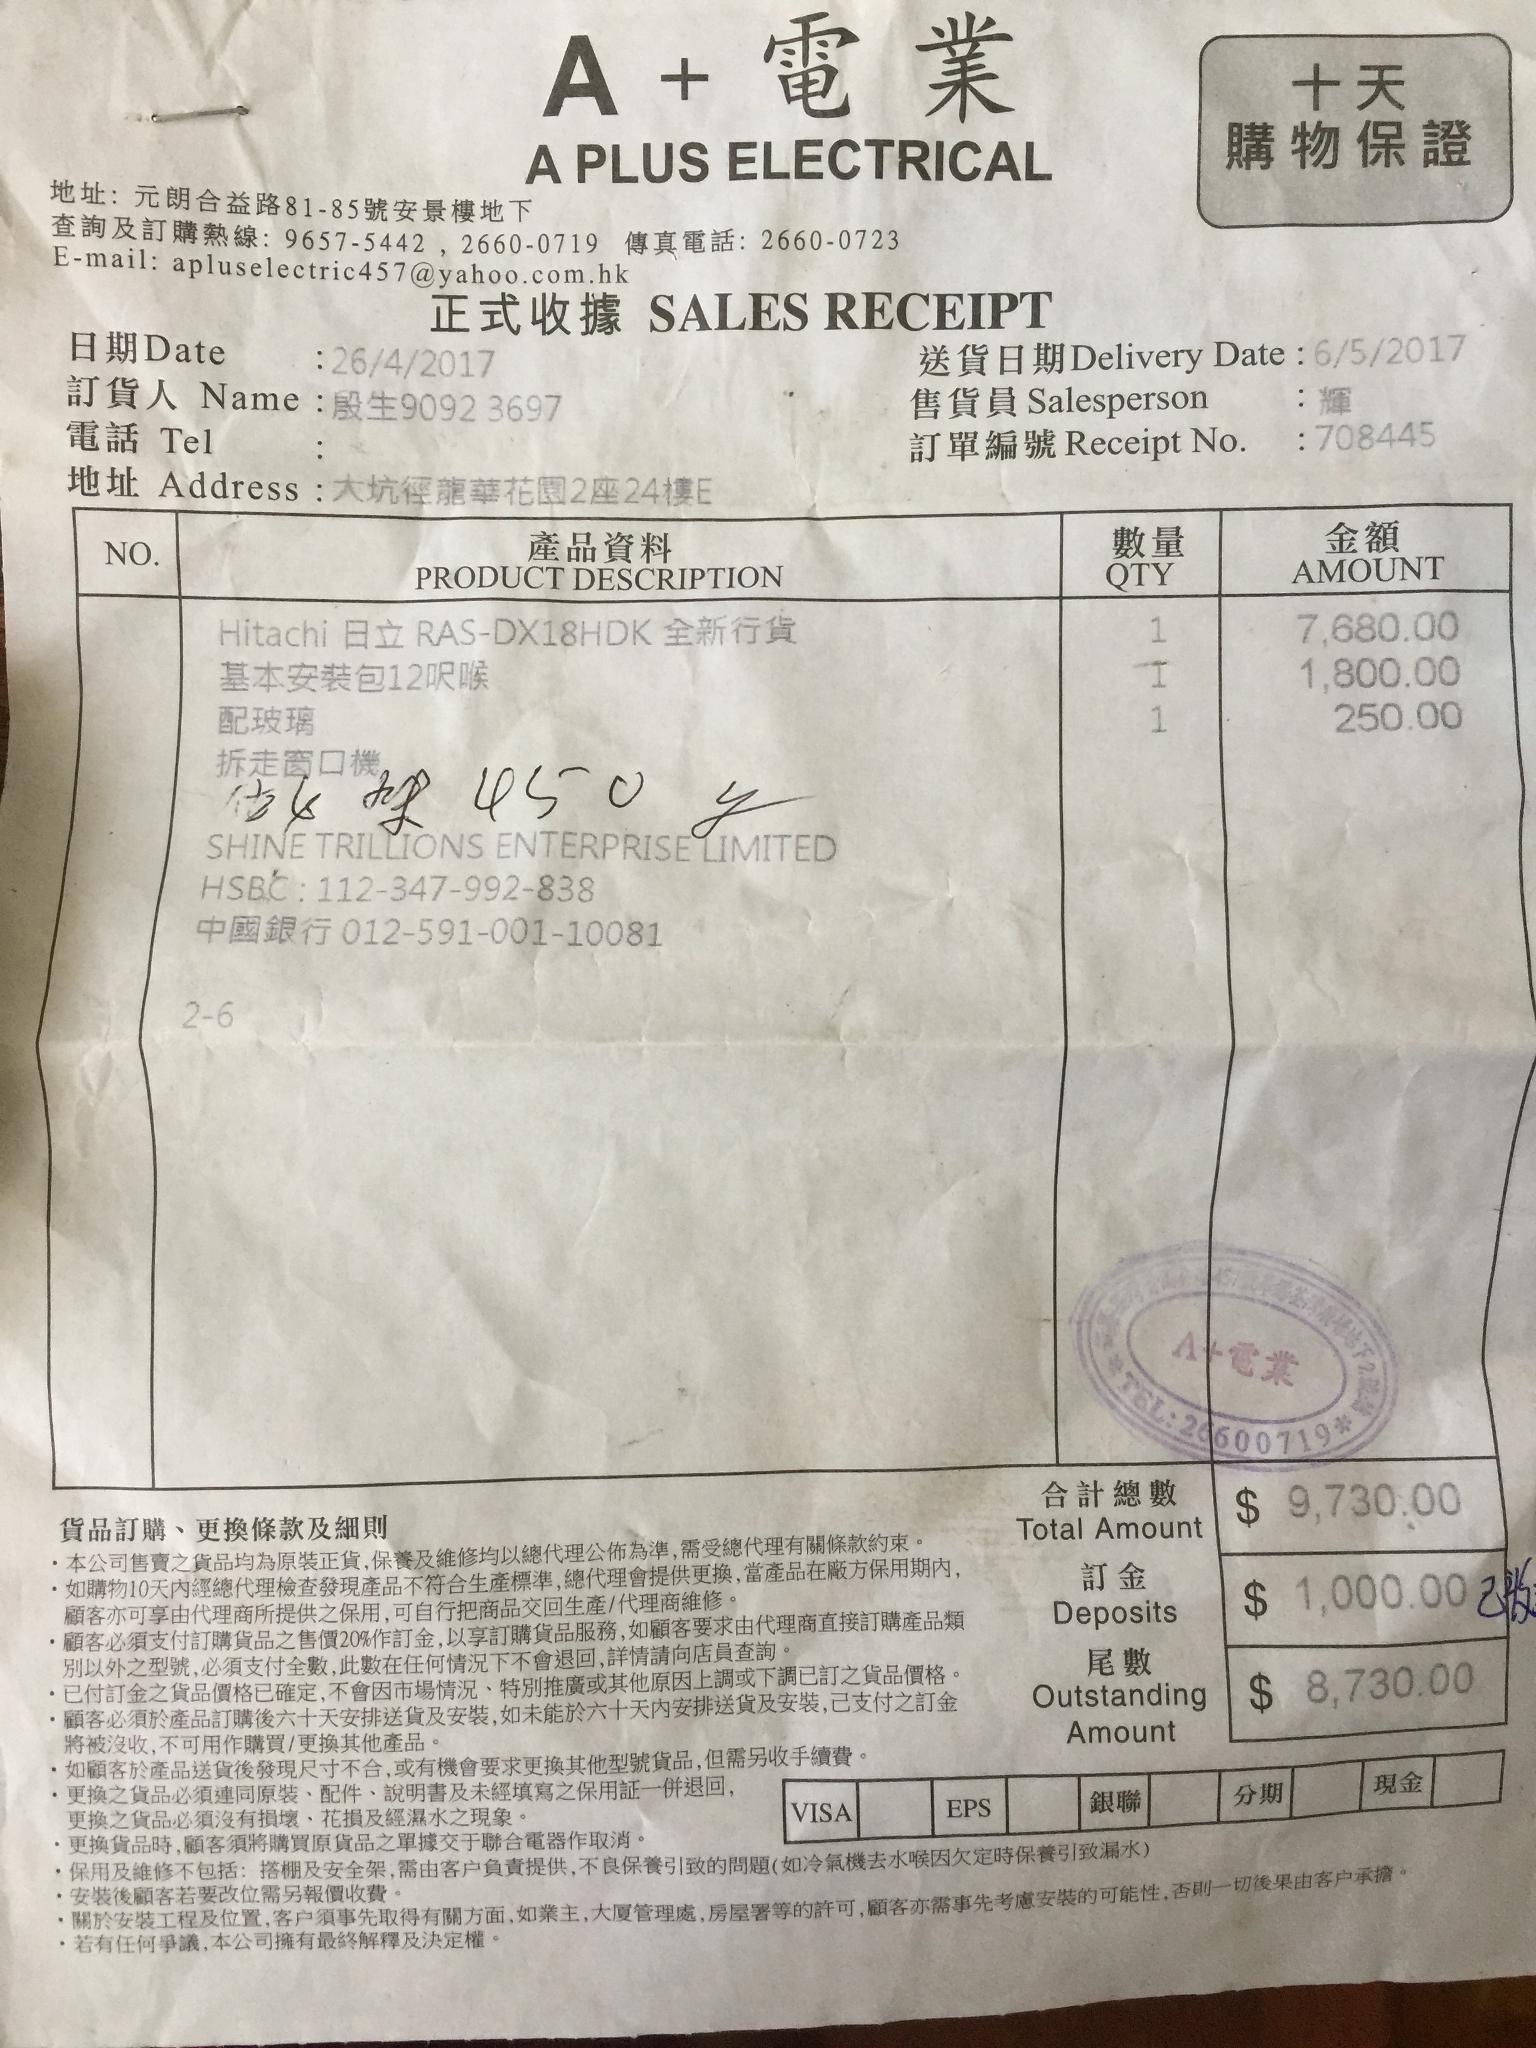 A + 電業
A PLUS ELECTRICAL
十天
購物保證
地址: 元朗合益路81-85號安景樓地下
查詢及訂購熱線: 9657-5442 , 2660-0719 傳真電話: 2660-0723
E-mail: apluselectric457@yahoo.com.hk
正式收據 SALES RECEIPT
日期Date : 26/4/2017
送貨日期Delivery Date : 6/5/2017
訂貨人 Name : 殷生9092 3697
售貨員 Salesperson : 輝
電話 Tel :
訂單編號 Receipt No. : 708445
地址 Address : 大坑徑龍華花園2座24樓E
NO. 產品資料 PRODUCT DESCRIPTION 數量 QTY 金額 AMOUNT
Hitachi 日立 RAS-DX18HDK 全新行貨 1 7,680.00
基本安裝包12呎喉 1 1,800.00
配玻璃 1 250.00
拆走窗口機
架 450
SHINE TRILLIONS ENTERPRISE LIMITED
HSBC : 112-347-992-838
中國銀行 012-591-001-10081
2-6
A+電業
*TEL:26600719*
合計總數 Total Amount $ 9,730.00
訂金 Deposits $ 1,000.00 已收
尾數 Outstanding Amount $ 8,730.00
貨品訂購、更換條款及細則
・本公司售賣之貨品均為原裝正貨,保養及維修均以總代理公佈為準,需受總代理有關條款約束。
・如購物10天內經總代理檢查發現產品不符合生產標準,總代理會提供更換,當產品在廠方保用期內,
顧客亦可享由代理商所提供之保用,可自行把商品交回生產/代理商維修。
・顧客必須支付訂購貨品之售價20%作訂金,以享訂購貨品服務,如顧客要求由代理商直接訂購產品類
別以外之型號,必須支付全數,此數在任何情況下不會退回,詳情請向店員查詢。
・已付訂金之貨品價格已確定,不會因市場情況、特別推廣或其他原因上調或下調已訂之貨品價格。
・顧客必須於產品訂購後六十天安排送貨及安裝,如未能於六十天內安排送貨及安裝,己支付之訂金
將被沒收,不可用作購買/更換其他產品。
・如顧客於產品送貨後發現尺寸不合,或有機會要求更換其他型號貨品,但需另收手續費。
・更換之貨品必須連同原裝、配件、說明書及未經填寫之保用証一併退回,
更換之貨品必須沒有損壞、花損及經濕水之現象。
VISA EPS 銀聯 分期 現金
・更換貨品時,顧客須將購買原貨品之單據交于聯合電器作取消。
・保用及維修不包括: 搭棚及安全架,需由客户負責提供,不良保養引致的問題(如冷氣機去水喉因欠定時保養引致漏水)
・安裝後顧客若要改位需另報價收費。
・關於安裝工程及位置,客户須事先取得有關方面,如業主,大厦管理處,房屋署等的許可,顧客亦需事先考慮安裝的可能性,否則一切後果由客户承擔。
・若有任何爭議,本公司擁有最終解釋及決定權。